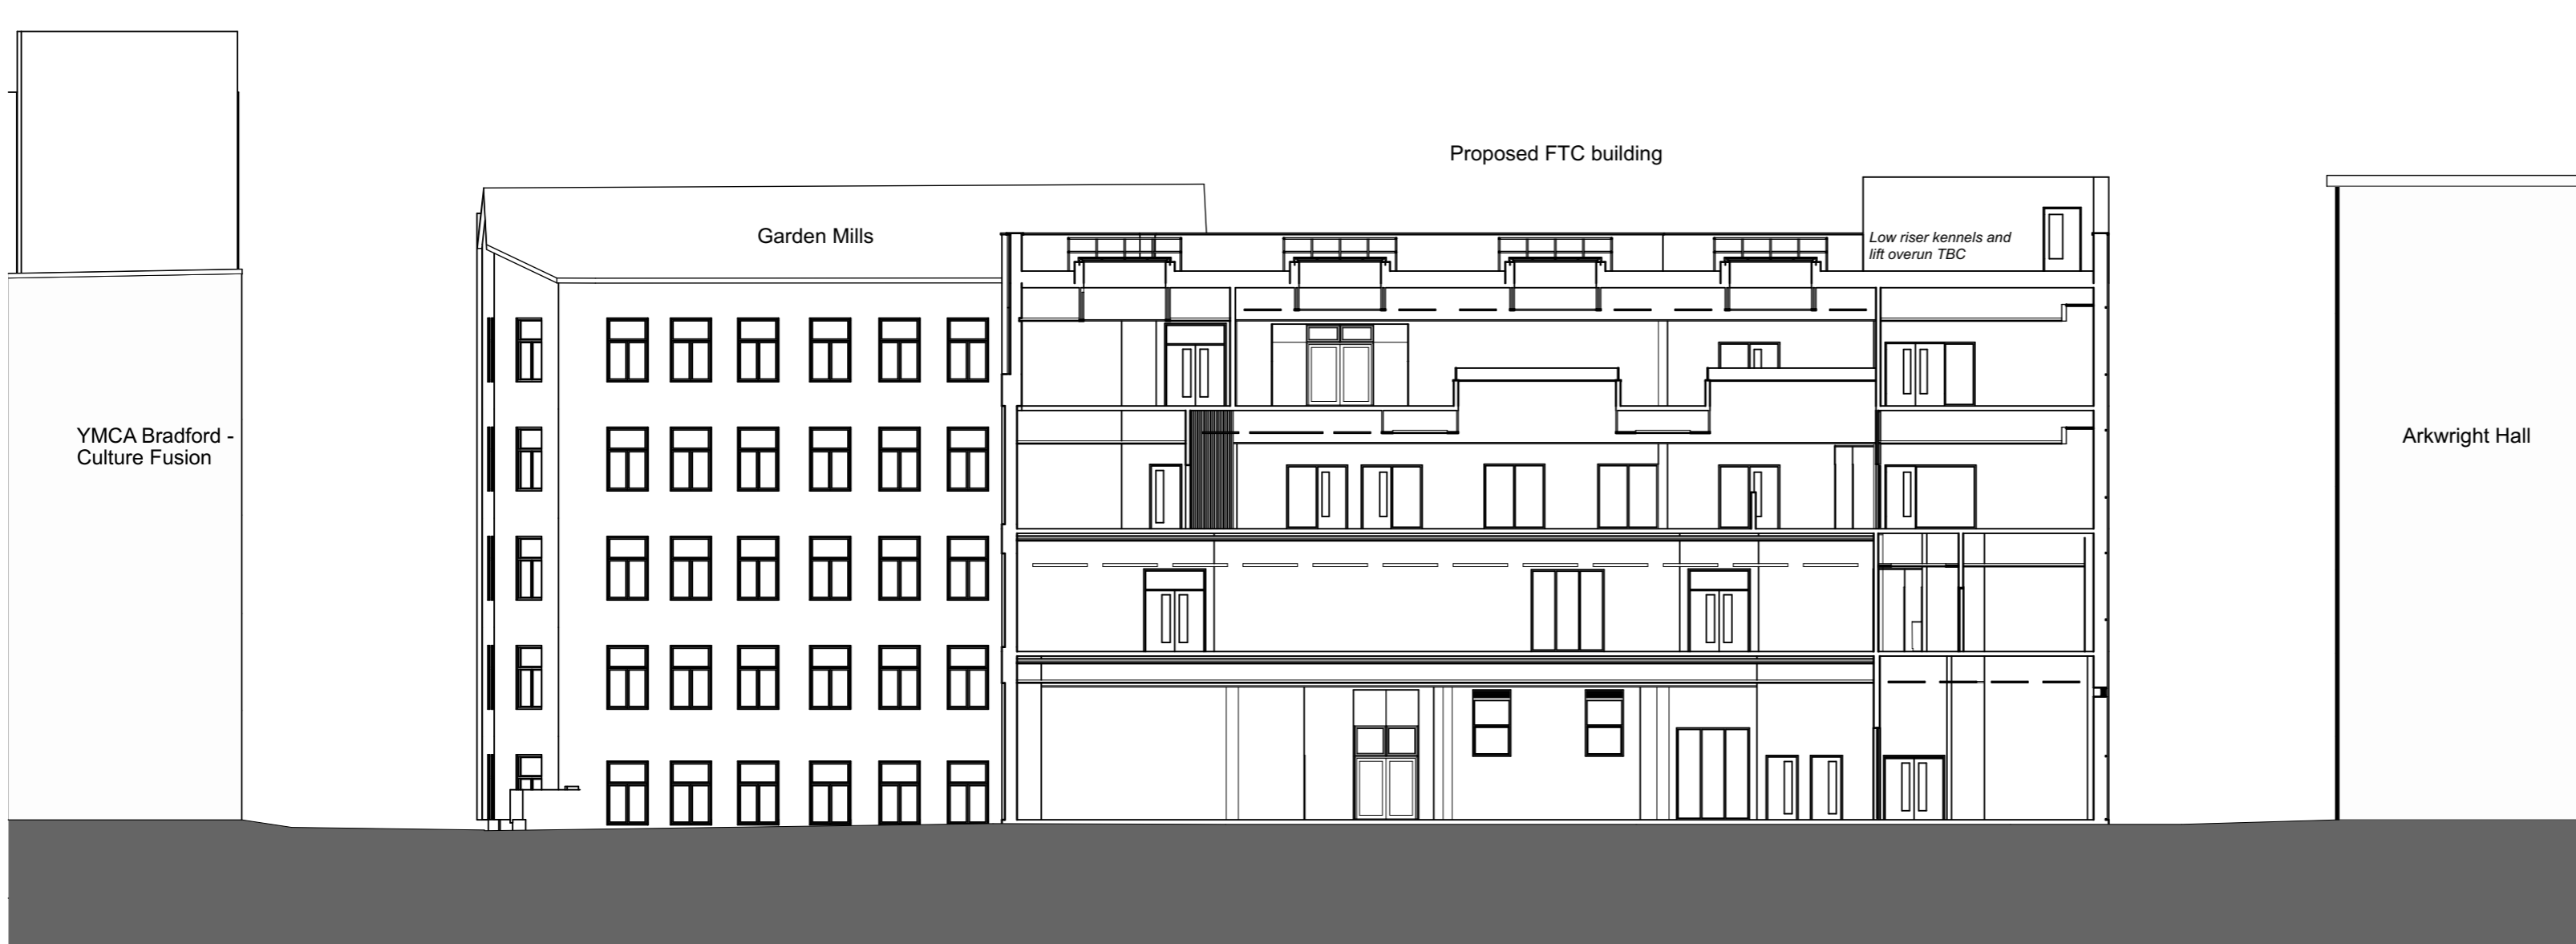 Proposed FTC building
Garden Mills
Low riser kennels and
lift overun TBC
YMCA Bradford -
Culture Fusion
Arkwright Hall